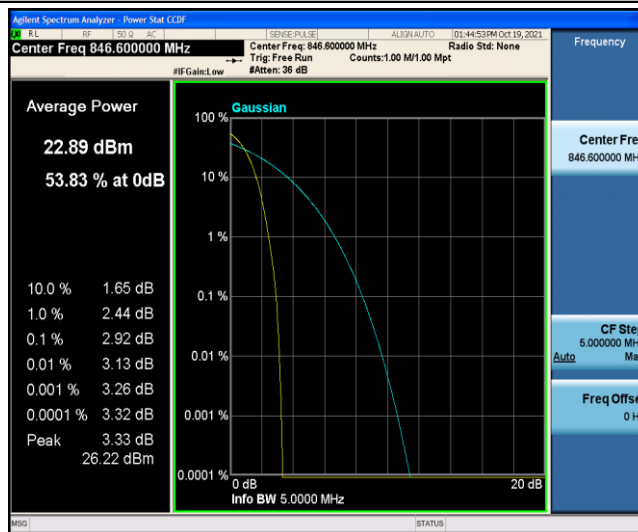 Agilent Spectrum Analyzer - Power Stat CCDF
RL RF 50 Ω AC SENSE:PULSE ALIGN AUTO 01:44:53PM Oct 19, 2021
Center Freq 846.600000 MHz
Center Freq: 846.600000 MHz Radio Std: None
Trig: Free Run Counts:1.00 M/1.00 Mpt
#IFGain:Low #Atten: 36 dB
Frequency
Average Power
22.89 dBm
53.83 % at 0dB
10.0 % 1.65 dB
1.0 % 2.44 dB
0.1 % 2.92 dB
0.01 % 3.13 dB
0.001 % 3.26 dB
0.0001 % 3.32 dB
Peak 3.33 dB
26.22 dBm
Gaussian
100 %
10 %
1 %
0.1 %
0.01 %
0.001 %
0.0001 %
0 dB 20 dB
Info BW 5.0000 MHz
Center Fre
846.600000 MH
CF Ste
5.000000 MH
Auto Ma
Freq Offse
0 H
MSG STATUS